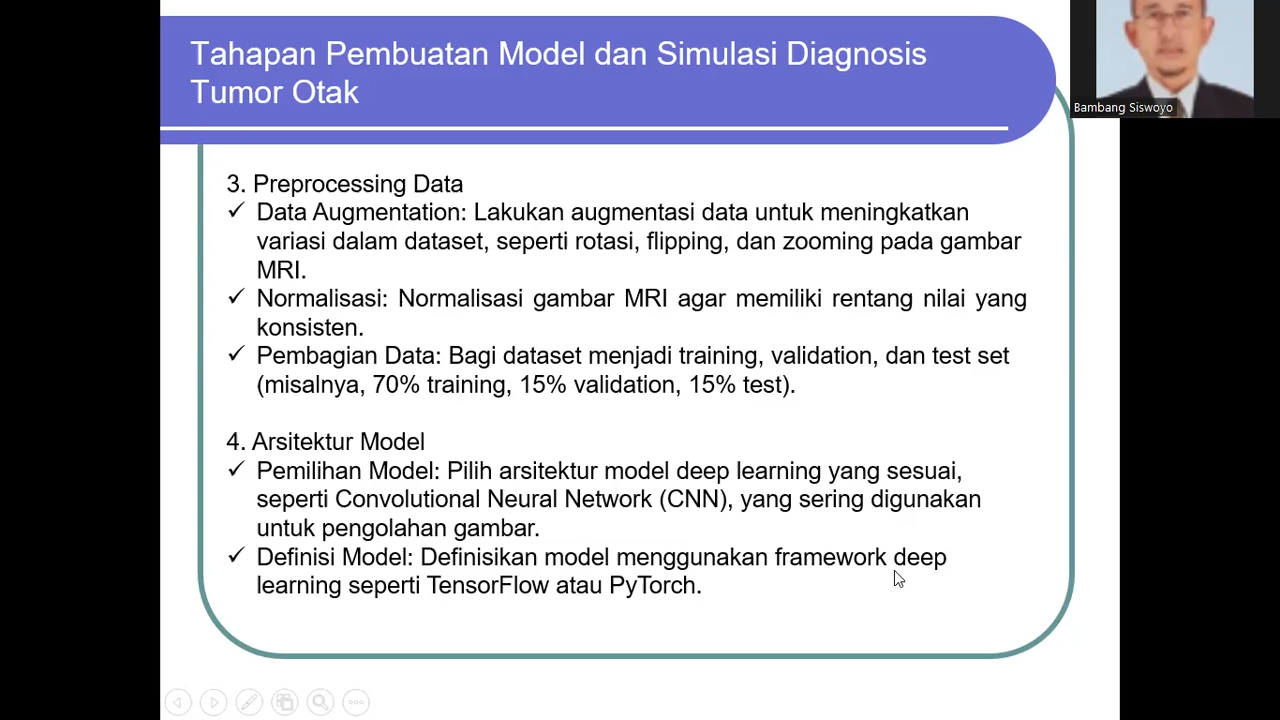 Tahapan Pembuatan Model dan Simulasi Diagnosis
Tumor Otak
Bambang Siswoyo
3. Preprocessing Data
✓ Data Augmentation: Lakukan augmentasi data untuk meningkatkan
variasi dalam dataset, seperti rotasi, flipping, dan zooming pada gambar
MRI.
✓ Normalisasi: Normalisasi gambar MRI agar memiliki rentang nilai yang
konsisten.
✓ Pembagian Data: Bagi dataset menjadi training, validation, dan test set
(misalnya, 70% training, 15% validation, 15% test).
4. Arsitektur Model
✓ Pemilihan Model: Pilih arsitektur model deep learning yang sesuai,
seperti Convolutional Neural Network (CNN), yang sering digunakan
untuk pengolahan gambar.
✓ Definisi Model: Definisikan model menggunakan framework deep
learning seperti TensorFlow atau PyTorch.